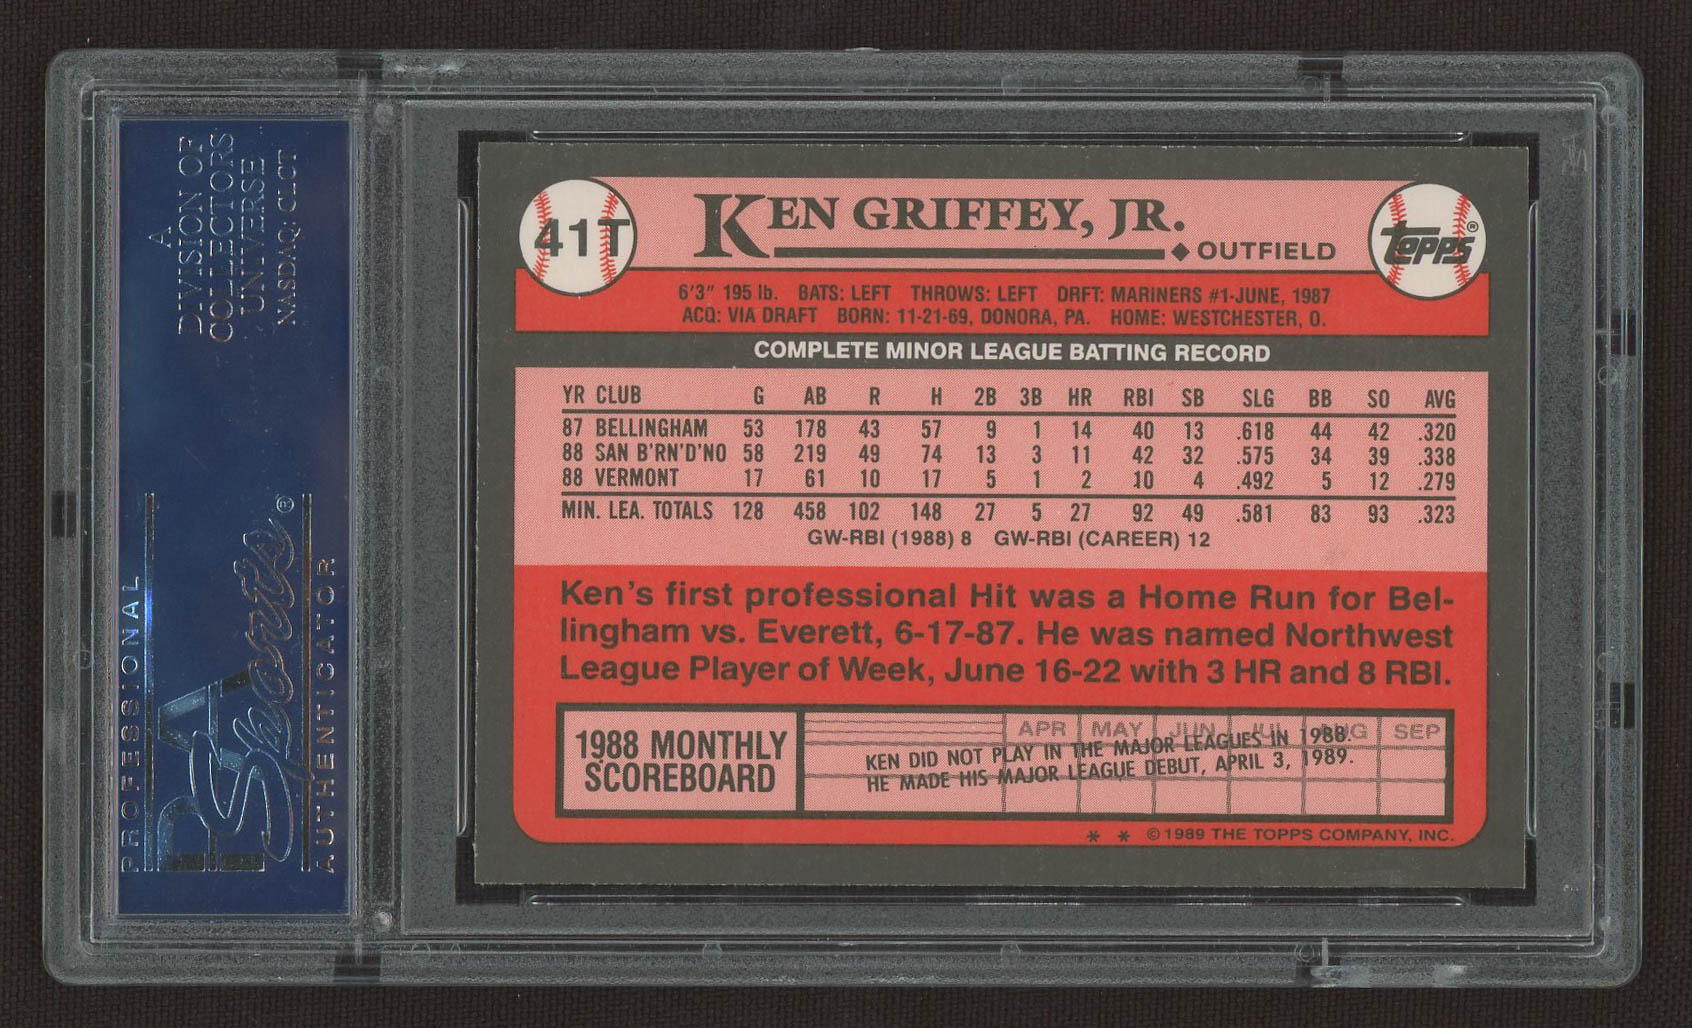 A
DIVISION OF
COLLECTORS
UNIVERSE
NASDAQ: CLCT
PROFESSIONAL
PSA
Sports®
AUTHENTICATOR
41T
KEN GRIFFEY, JR.
◆ OUTFIELD
TOPPS®
6'3" 195 lb. BATS: LEFT THROWS: LEFT DRFT: MARINERS #1-JUNE, 1987
ACQ: VIA DRAFT BORN: 11-21-69, DONORA, PA. HOME: WESTCHESTER, O.
COMPLETE MINOR LEAGUE BATTING RECORD
YR CLUB G AB R H 2B 3B HR RBI SB SLG BB SO AVG
87 BELLINGHAM 53 178 43 57 9 1 14 40 13 .618 44 42 .320
88 SAN B'RN'D'NO 58 219 49 74 13 3 11 42 32 .575 34 39 .338
88 VERMONT 17 61 10 17 5 1 2 10 4 .492 5 12 .279
MIN. LEA. TOTALS 128 458 102 148 27 5 27 92 49 .581 83 93 .323
GW-RBI (1988) 8 GW-RBI (CAREER) 12
Ken's first professional Hit was a Home Run for Bel-
lingham vs. Everett, 6-17-87. He was named Northwest
League Player of Week, June 16-22 with 3 HR and 8 RBI.
1988 MONTHLY
SCOREBOARD
APR MAY JUN JUL AUG SEP
KEN DID NOT PLAY IN THE MAJOR LEAGUES IN 1988.
HE MADE HIS MAJOR LEAGUE DEBUT, APRIL 3, 1989.
* * ©1989 THE TOPPS COMPANY, INC.